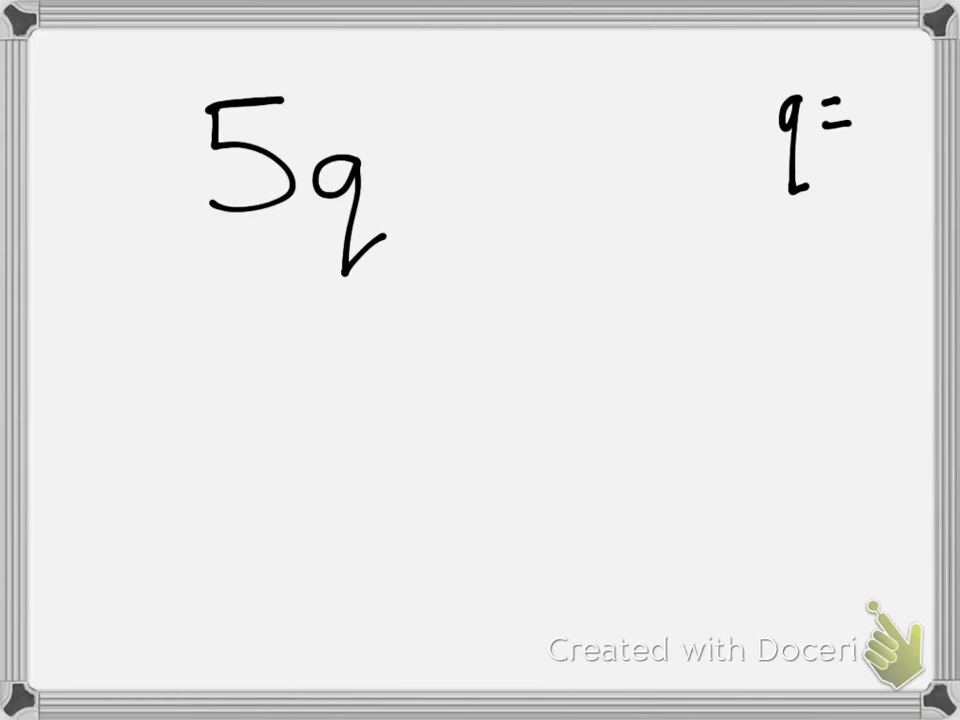 5q
q =
Created with Doceri